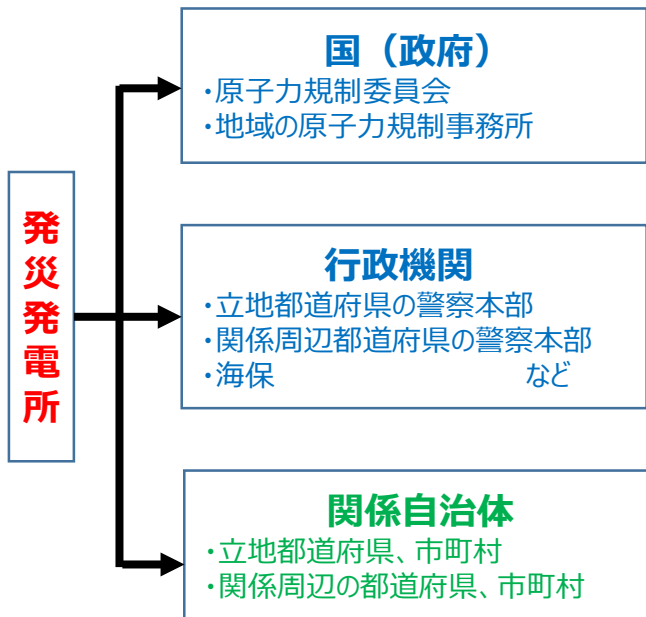 発災発電所
国（政府）
・原子力規制委員会
・地域の原子力規制事務所
行政機関
・立地都道府県の警察本部
・関係周辺都道府県の警察本部
・海保 など
関係自治体
・立地都道府県、市町村
・関係周辺の都道府県、市町村